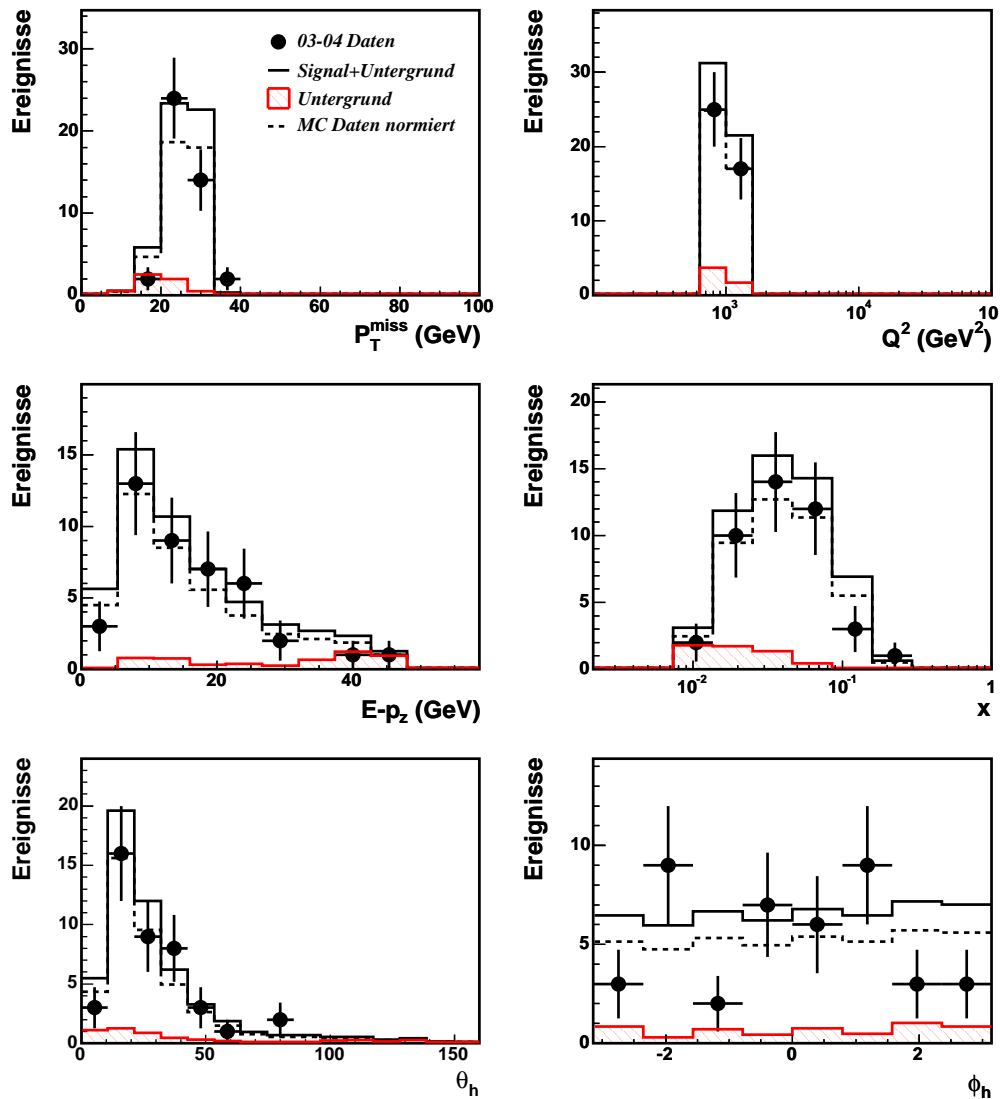 Ereignisse
30
20
10
0
0 20 40 60 80 100
P_T^miss (GeV)
03-04 Daten
Signal+Untergrund
Untergrund
MC Daten normiert
Ereignisse
30
20
10
0
10^3 10^4 10
Q^2 (GeV^2)
Ereignisse
15
10
5
0
0 20 40
E-p_z (GeV)
Ereignisse
20
15
10
5
0
10^-2 10^-1 1
x
Ereignisse
20
15
10
5
0
0 50 100 150
θ_h
Ereignisse
10
5
0
-2 0 2
ϕ_h